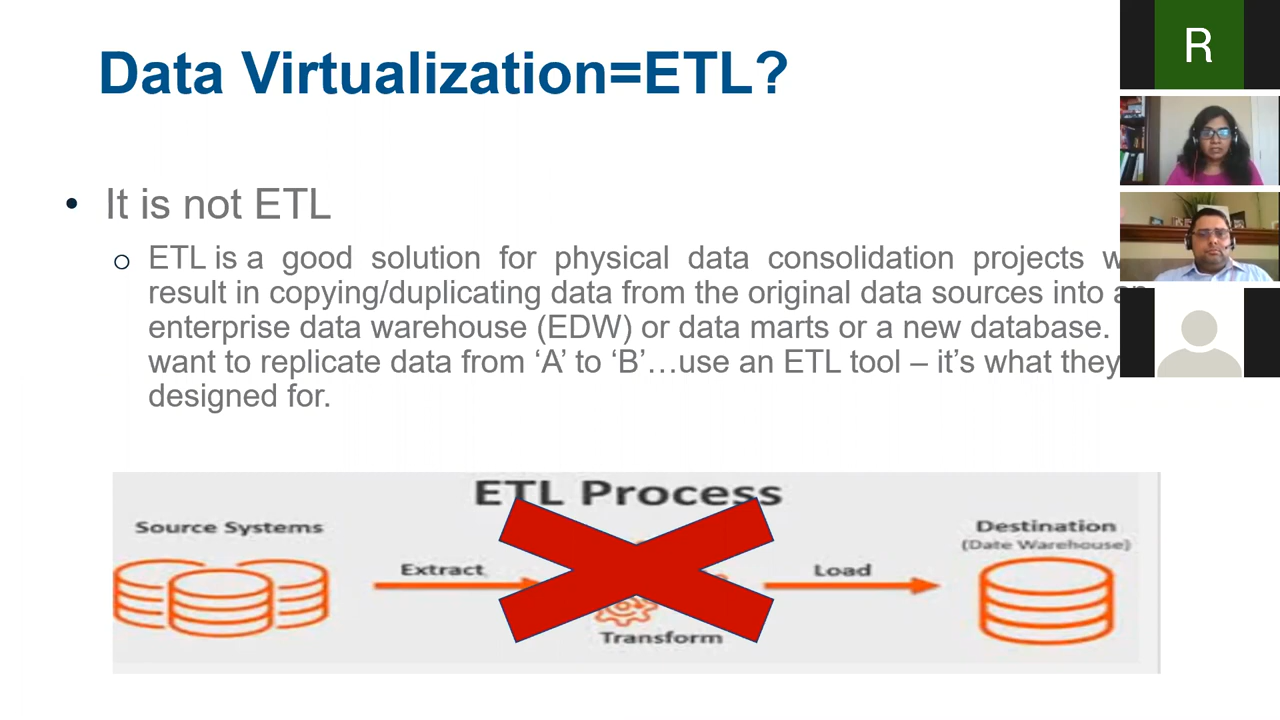 Data Virtualization=ETL?
R
• It is not ETL
o ETL is a good solution for physical data consolidation projects
result in copying/duplicating data from the original data sources into
enterprise data warehouse (EDW) or data marts or a new database.
want to replicate data from ‘A’ to ‘B’…use an ETL tool – it’s what they
designed for.
ETL Process
Source Systems
Extract
Transform
Load
Destination
(Date Warehouse)